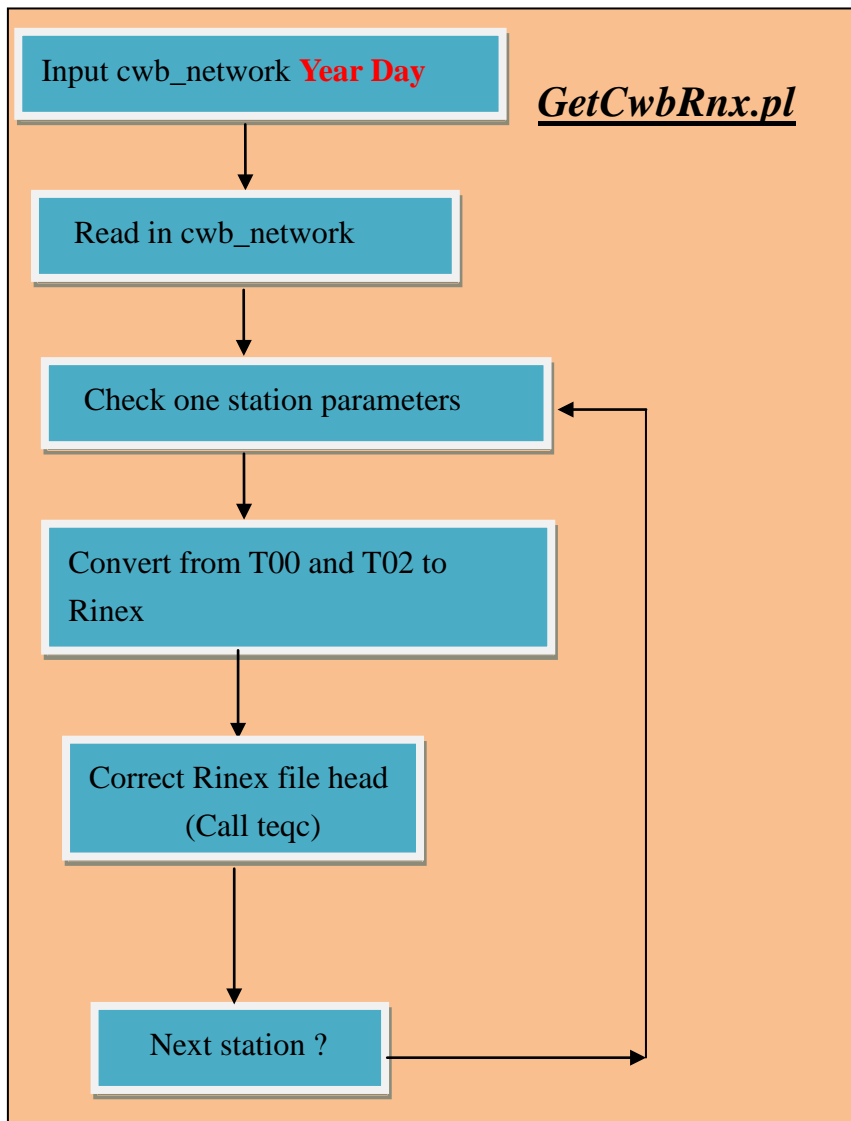 Input cwb_network Year Day
GetCwbRnx.pl
Read in cwb_network
Check one station parameters
Convert from T00 and T02 to
Rinex
Correct Rinex file head
(Call teqc)
Next station ?